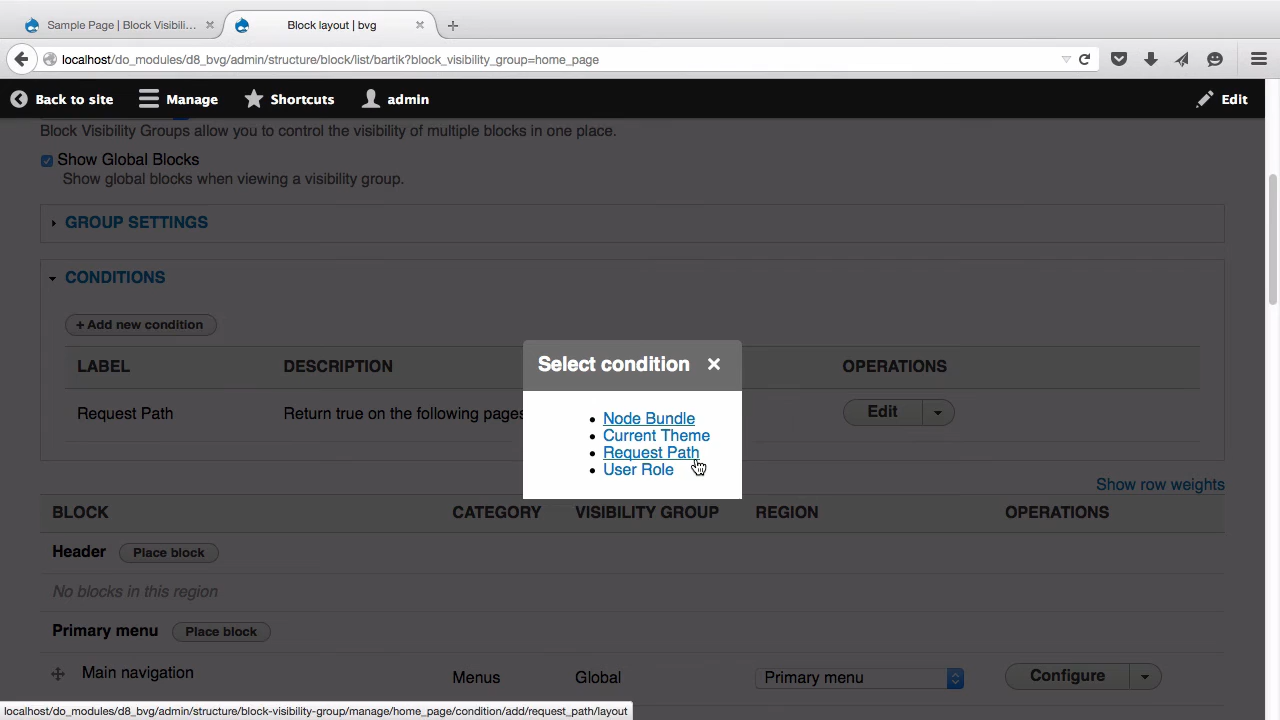 Sample Page | Block Visibili...
Block layout | bvg
localhost/do_modules/d8_bvg/admin/structure/block/list/bartik?block_visibility_group=home_page
Back to site
Manage
Shortcuts
admin
Edit
Block Visibility Groups allow you to control the visibility of multiple blocks in one place.
Show Global Blocks
Show global blocks when viewing a visibility group.
GROUP SETTINGS
CONDITIONS
+ Add new condition
LABEL DESCRIPTION OPERATIONS
Request Path Return true on the following pages Edit
Select condition ×
Node Bundle
Current Theme
Request Path
User Role
Show row weights
BLOCK CATEGORY VISIBILITY GROUP REGION OPERATIONS
Header Place block
No blocks in this region
Primary menu Place block
Main navigation Menus Global Primary menu Configure
localhost/do_modules/d8_bvg/admin/structure/block-visibility-group/manage/home_page/condition/add/request_path/layout